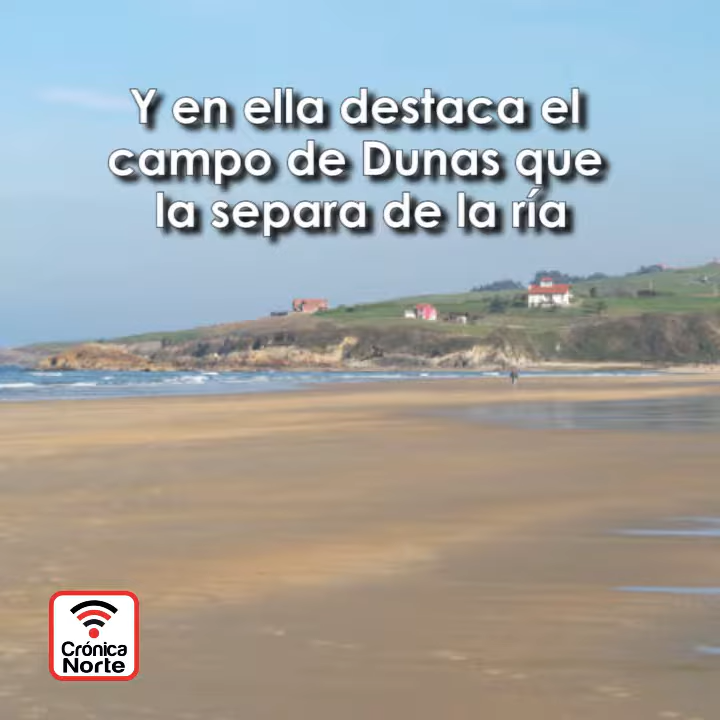 Y en ella destaca el
campo de Dunas que
la separa de la ría
Crónica
Norte